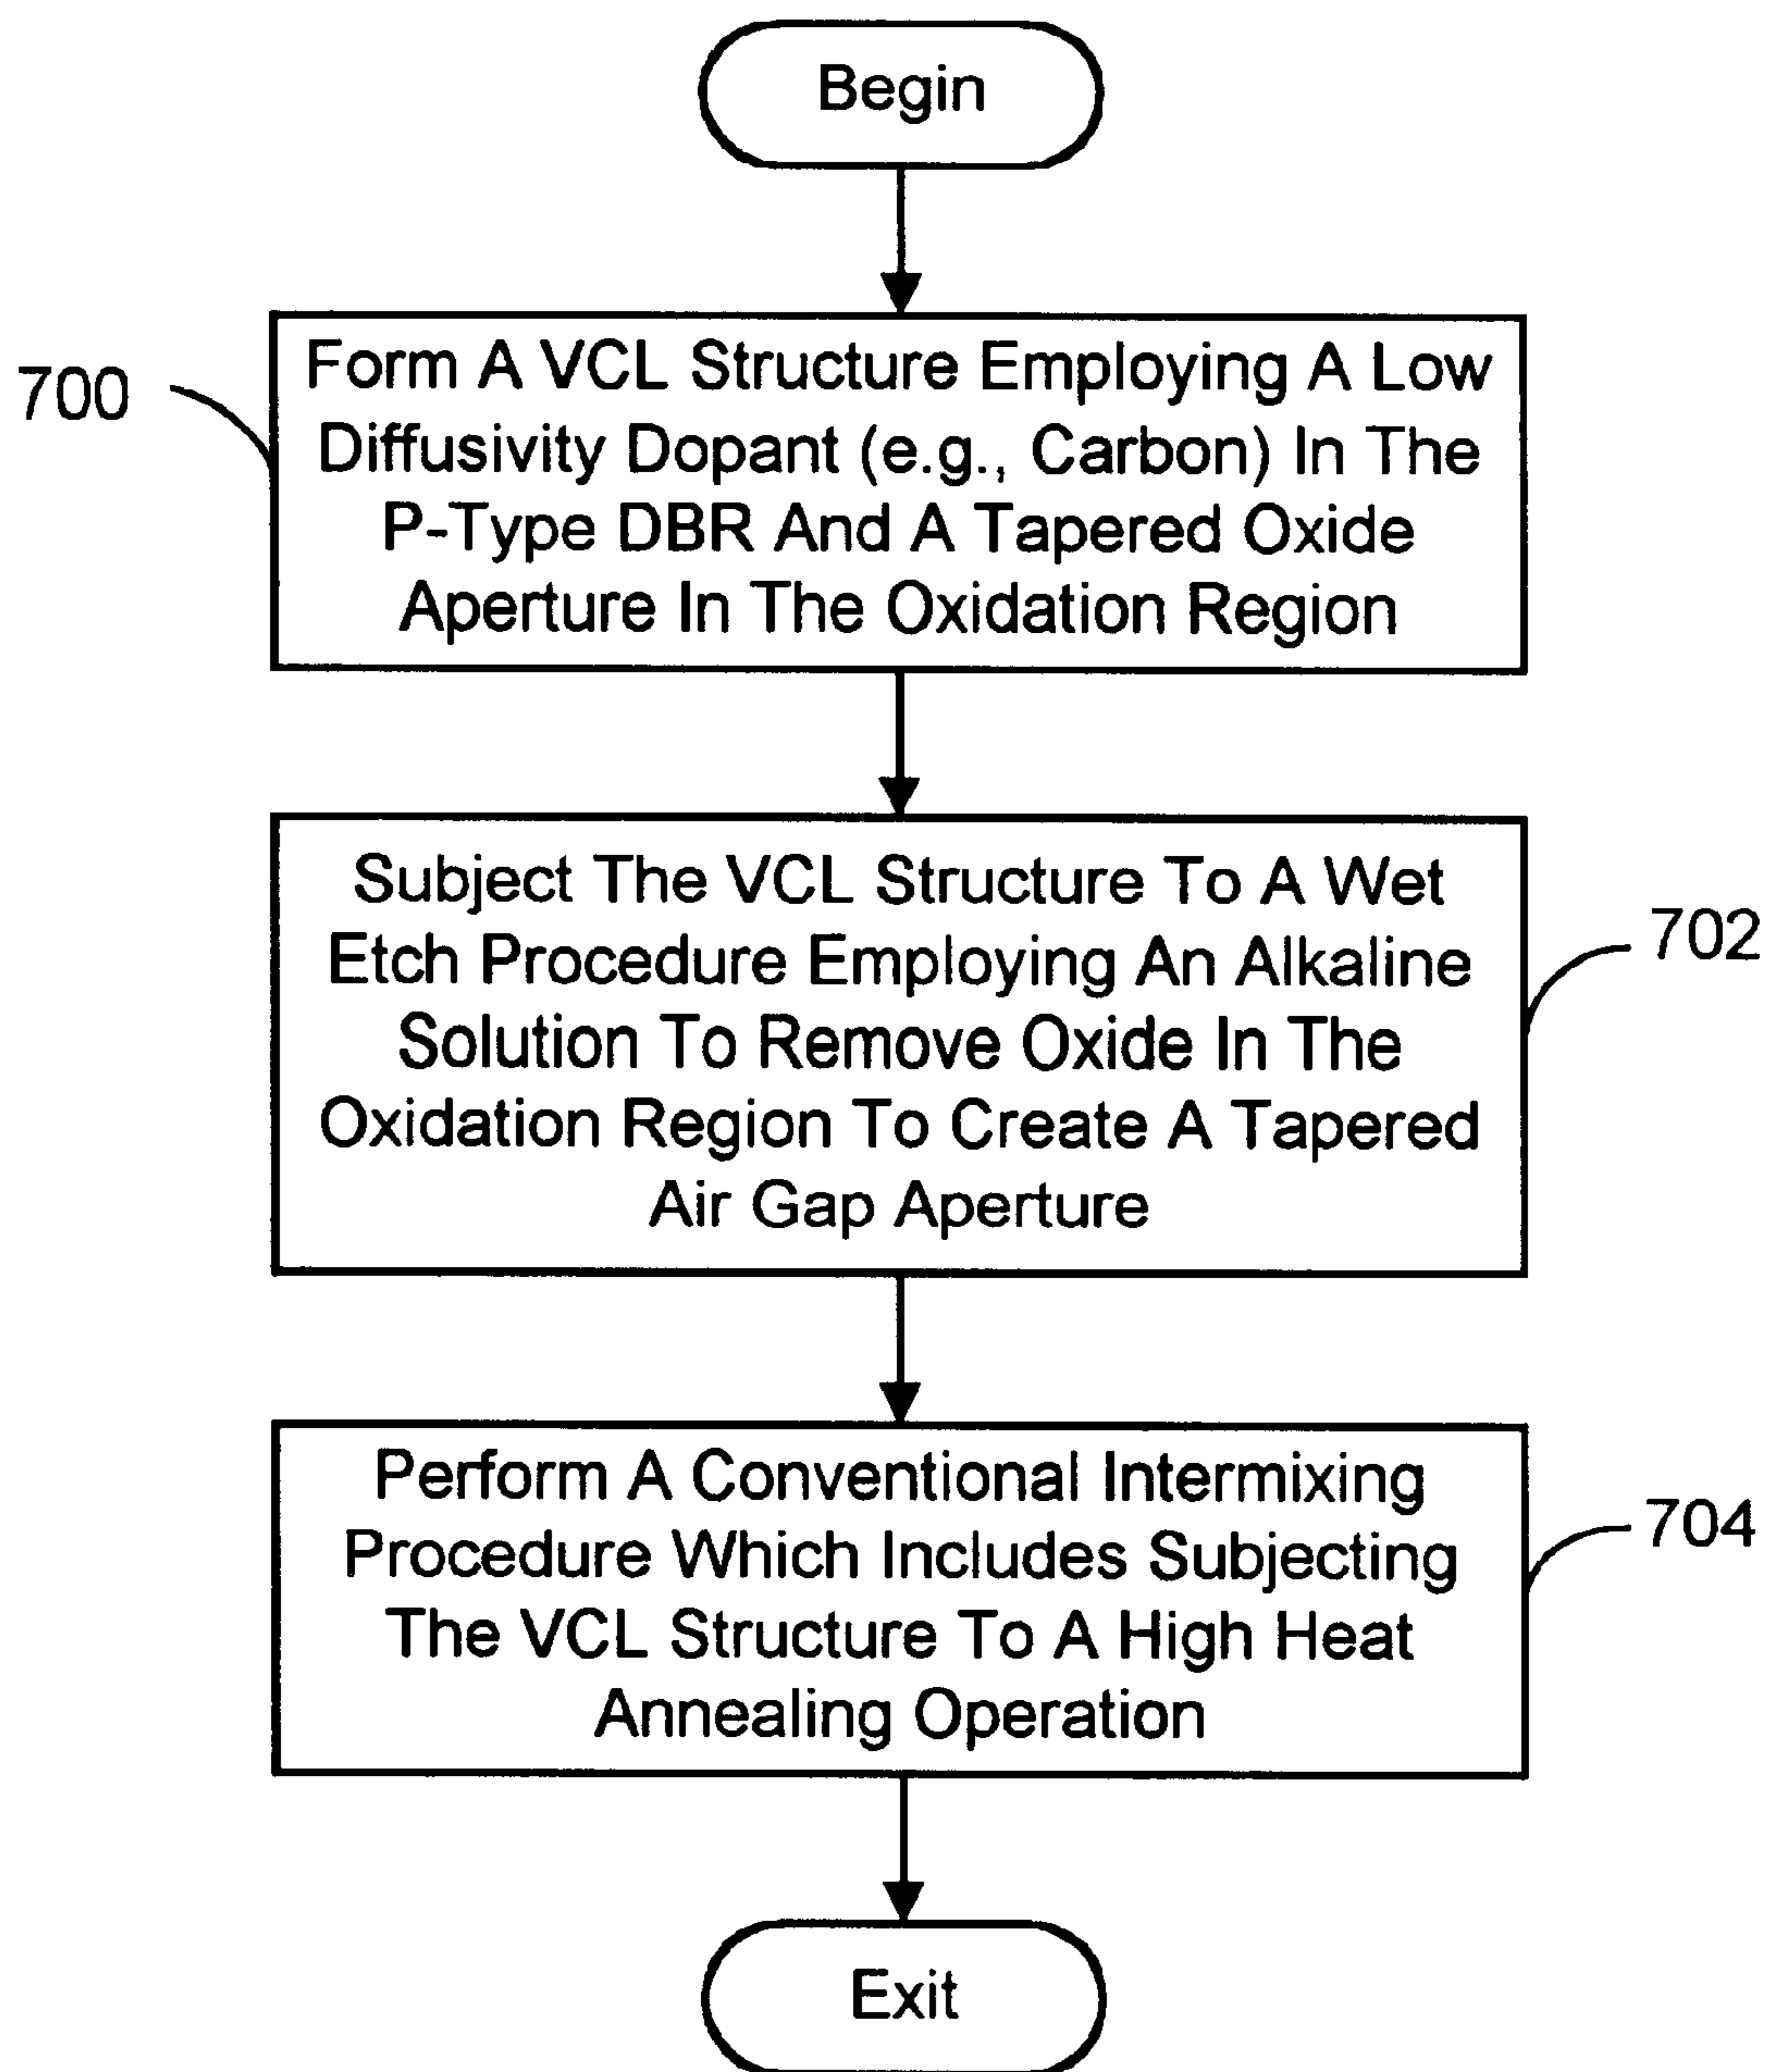 Begin
700
Form A VCL Structure Employing A Low
Diffusivity Dopant (e.g., Carbon) In The
P-Type DBR And A Tapered Oxide
Aperture In The Oxidation Region
Subject The VCL Structure To A Wet
Etch Procedure Employing An Alkaline
Solution To Remove Oxide In The
Oxidation Region To Create A Tapered
Air Gap Aperture
702
Perform A Conventional Intermixing
Procedure Which Includes Subjecting
The VCL Structure To A High Heat
Annealing Operation
704
Exit